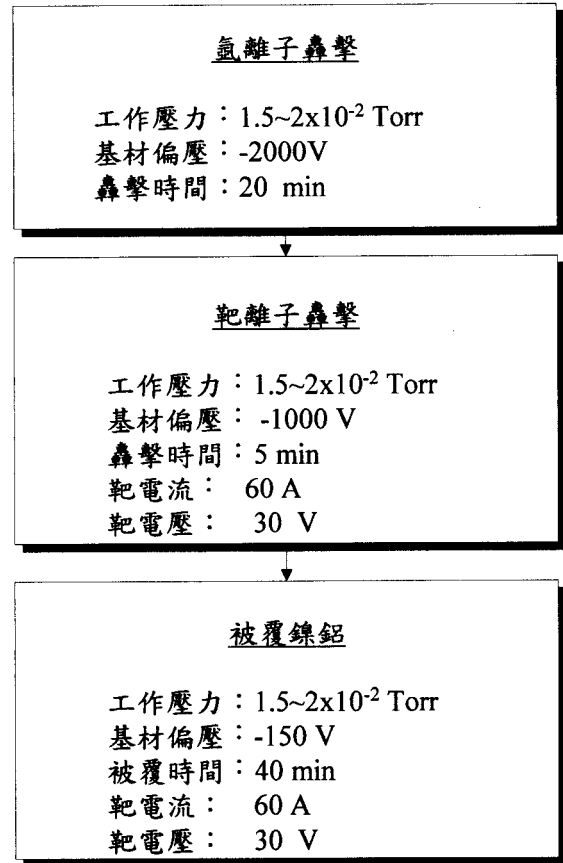 氬離子轟擊
工作壓力：1.5~2x10⁻² Torr
基材偏壓：-2000V
轟擊時間：20 min
靶離子轟擊
工作壓力：1.5~2x10⁻² Torr
基材偏壓： -1000 V
轟擊時間：5 min
靶電流： 60 A
靶電壓： 30 V
被覆鎳鋁
工作壓力：1.5~2x10⁻² Torr
基材偏壓：-150 V
被覆時間：40 min
靶電流： 60 A
靶電壓： 30 V